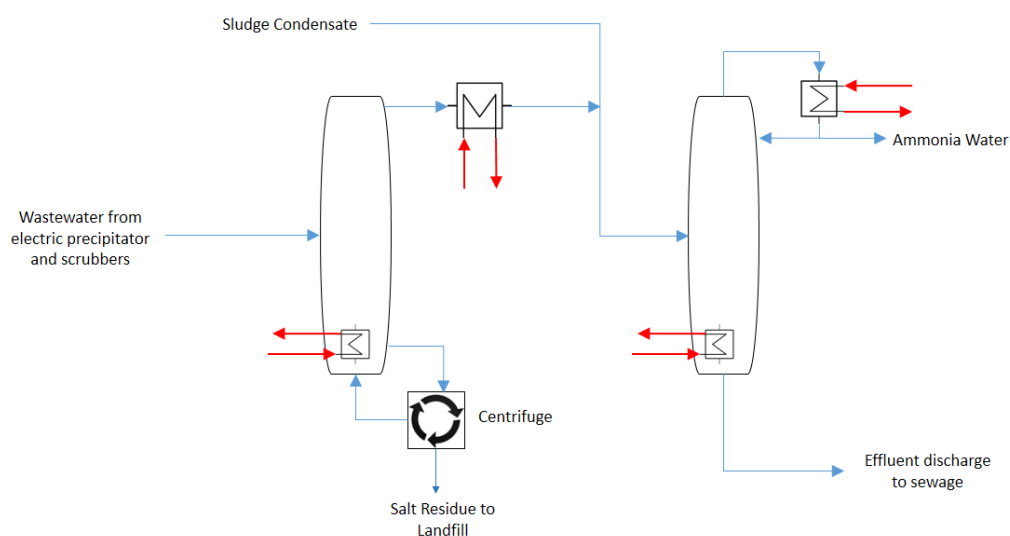 Sludge Condensate
Ammonia Water
Wastewater from
electric precipitator
and scrubbers
Centrifuge
Effluent discharge
to sewage
Salt Residue to
Landfill